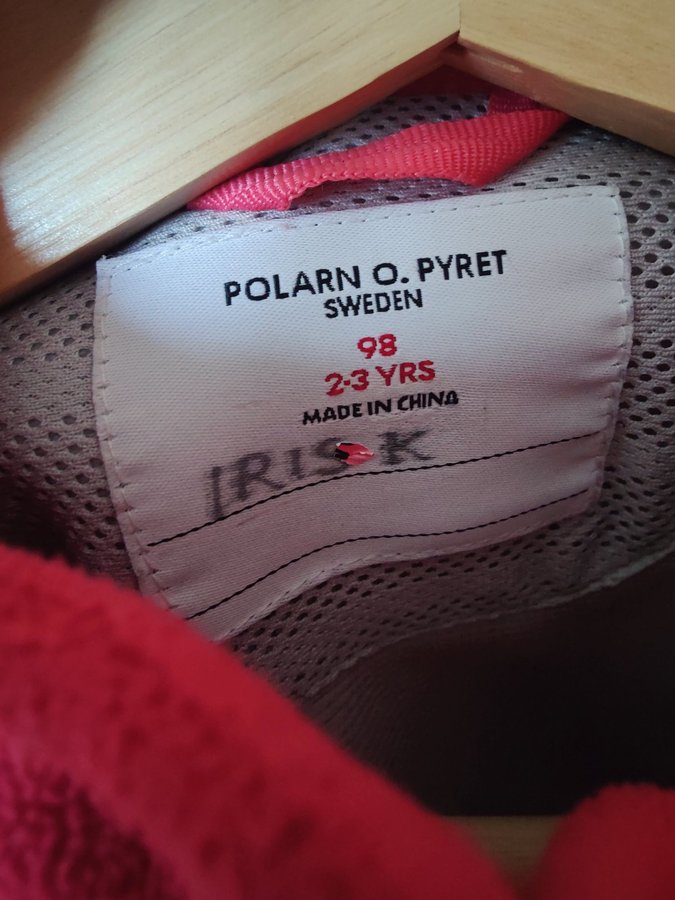 POLARN O. PYRET
SWEDEN
98
2-3 YRS
MADE IN CHINA
IRIS K